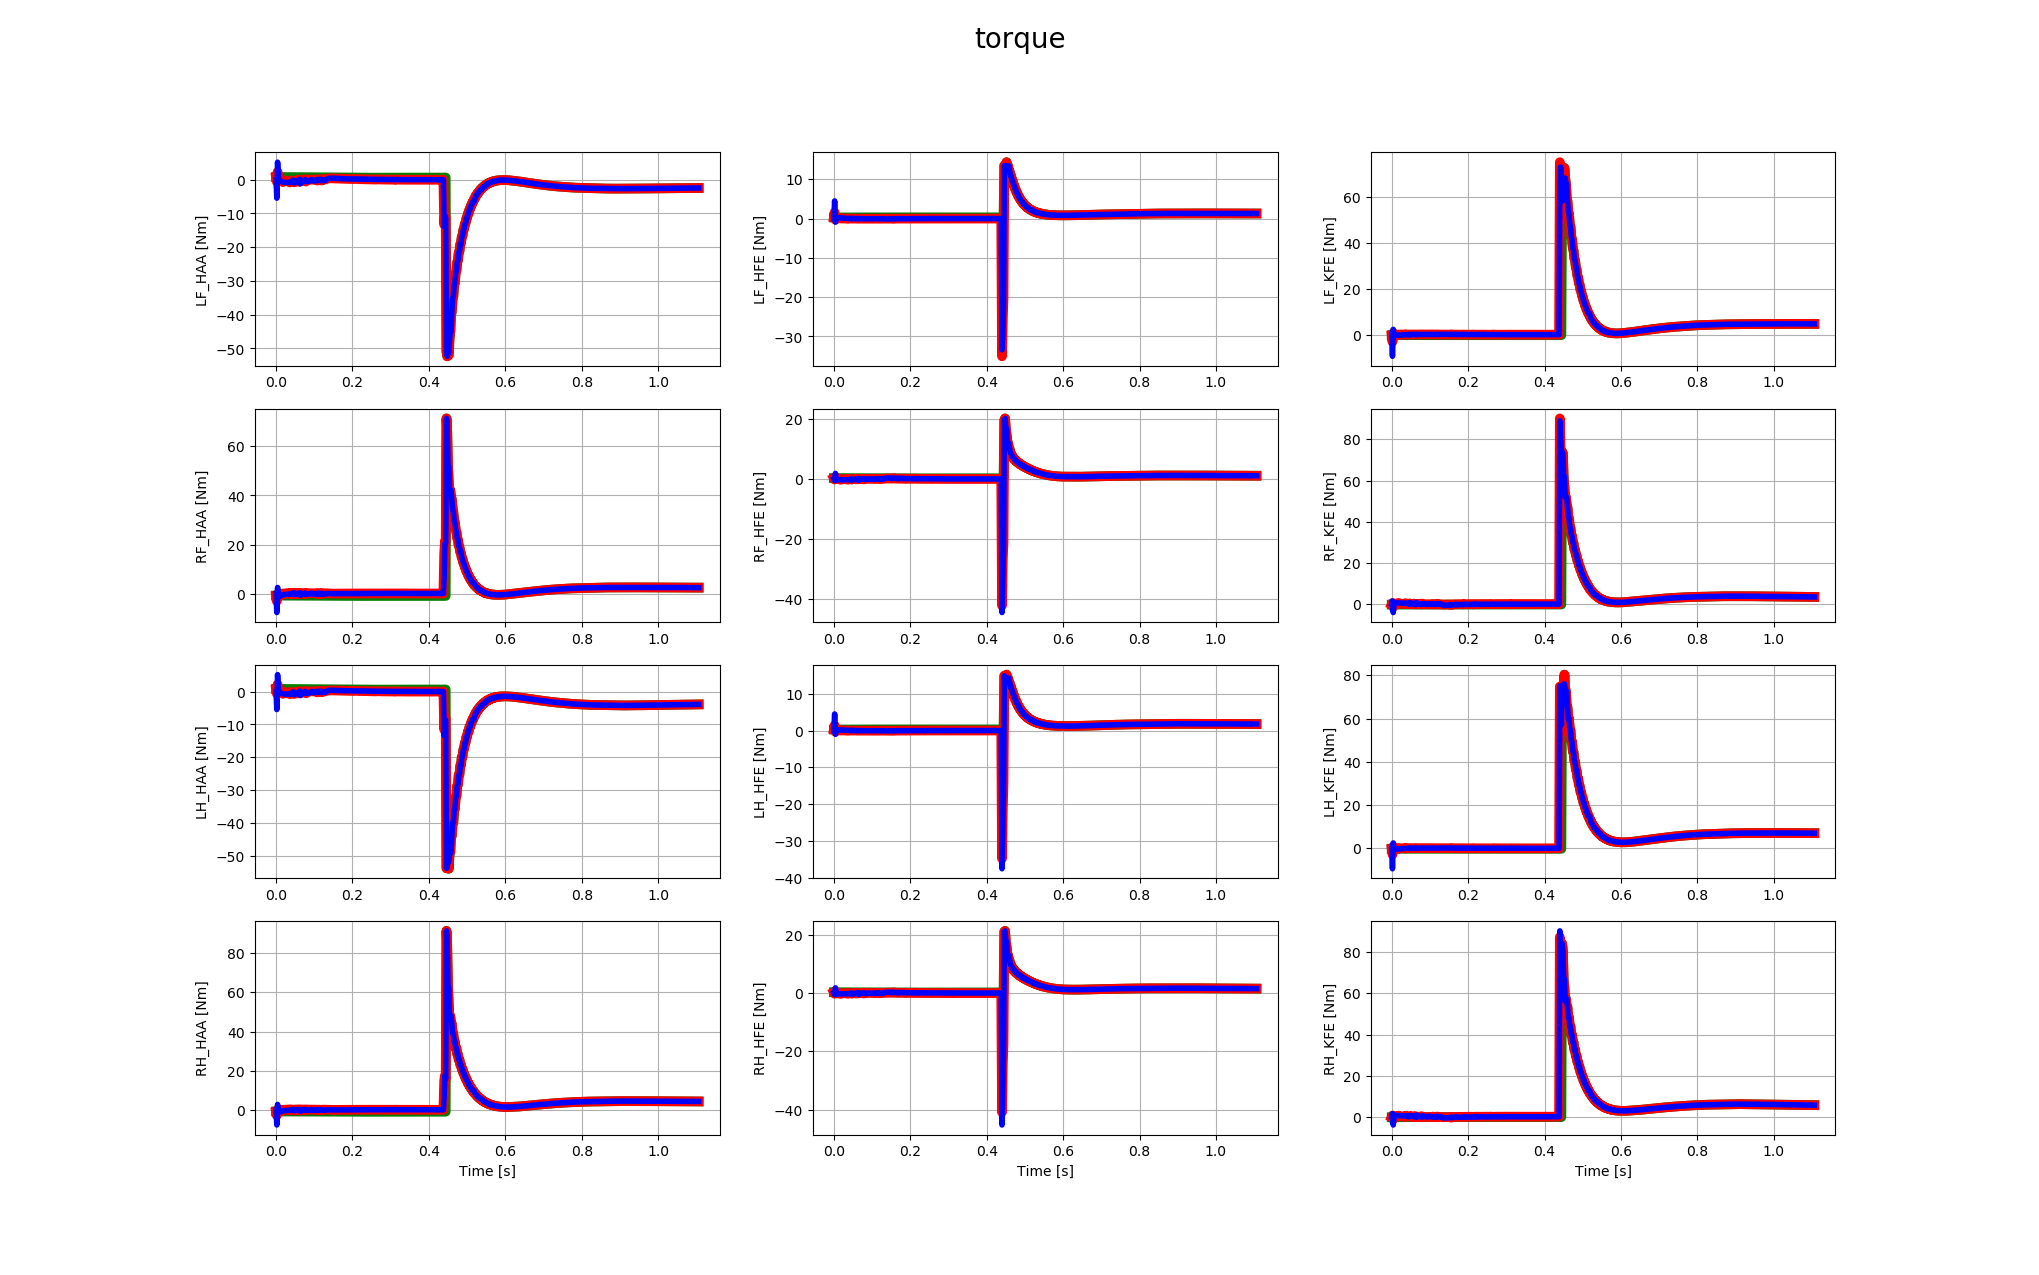 torque
LF_HAA [Nm]
0
−10
−20
−30
−40
−50
0.0 0.2 0.4 0.6 0.8 1.0
LF_HFE [Nm]
10
0
−10
−20
−30
0.0 0.2 0.4 0.6 0.8 1.0
LF_KFE [Nm]
60
40
20
0
0.0 0.2 0.4 0.6 0.8 1.0
RF_HAA [Nm]
60
40
20
0
0.0 0.2 0.4 0.6 0.8 1.0
RF_HFE [Nm]
20
0
−20
−40
0.0 0.2 0.4 0.6 0.8 1.0
RF_KFE [Nm]
80
60
40
20
0
0.0 0.2 0.4 0.6 0.8 1.0
LH_HAA [Nm]
0
−10
−20
−30
−40
−50
0.0 0.2 0.4 0.6 0.8 1.0
LH_HFE [Nm]
10
0
−10
−20
−30
−40
0.0 0.2 0.4 0.6 0.8 1.0
LH_KFE [Nm]
80
60
40
20
0
0.0 0.2 0.4 0.6 0.8 1.0
RH_HAA [Nm]
80
60
40
20
0
0.0 0.2 0.4 0.6 0.8 1.0
Time [s]
RH_HFE [Nm]
20
0
−20
−40
0.0 0.2 0.4 0.6 0.8 1.0
Time [s]
RH_KFE [Nm]
80
60
40
20
0
0.0 0.2 0.4 0.6 0.8 1.0
Time [s]